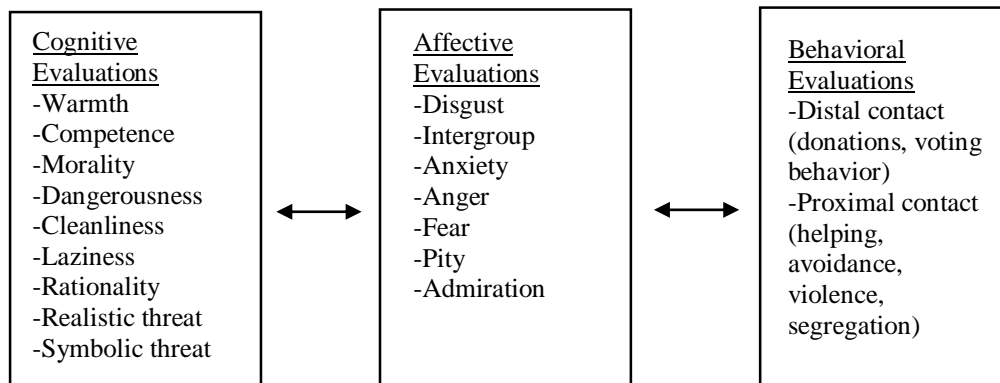 Cognitive
Evaluations
-Warmth
-Competence
-Morality
-Dangerousness
-Cleanliness
-Laziness
-Rationality
-Realistic threat
-Symbolic threat
Affective
Evaluations
-Disgust
-Intergroup
-Anxiety
-Anger
-Fear
-Pity
-Admiration
Behavioral
Evaluations
-Distal contact
(donations, voting
behavior)
-Proximal contact
(helping,
avoidance,
violence,
segregation)